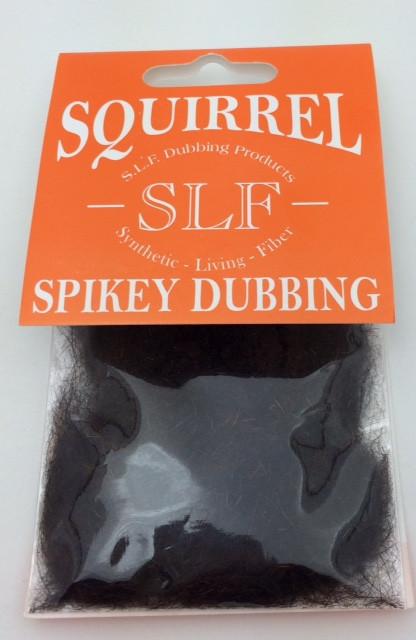 SQUIRREL
S.L.F. Dubbing Products
— SLF —
Synthetic - Living - Fiber
SPIKEY DUBBING